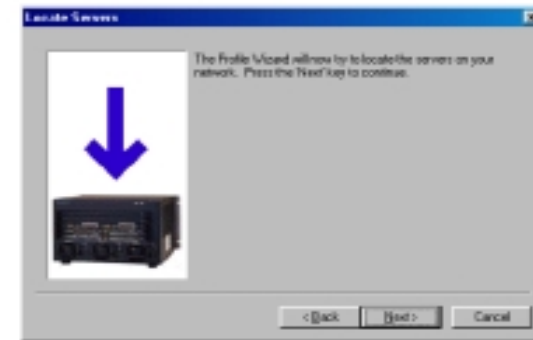 Locate Servers
The Profile Wizard will now try to locate the servers on your
network. Press the 'Next' key to continue.
< Back
Next >
Cancel